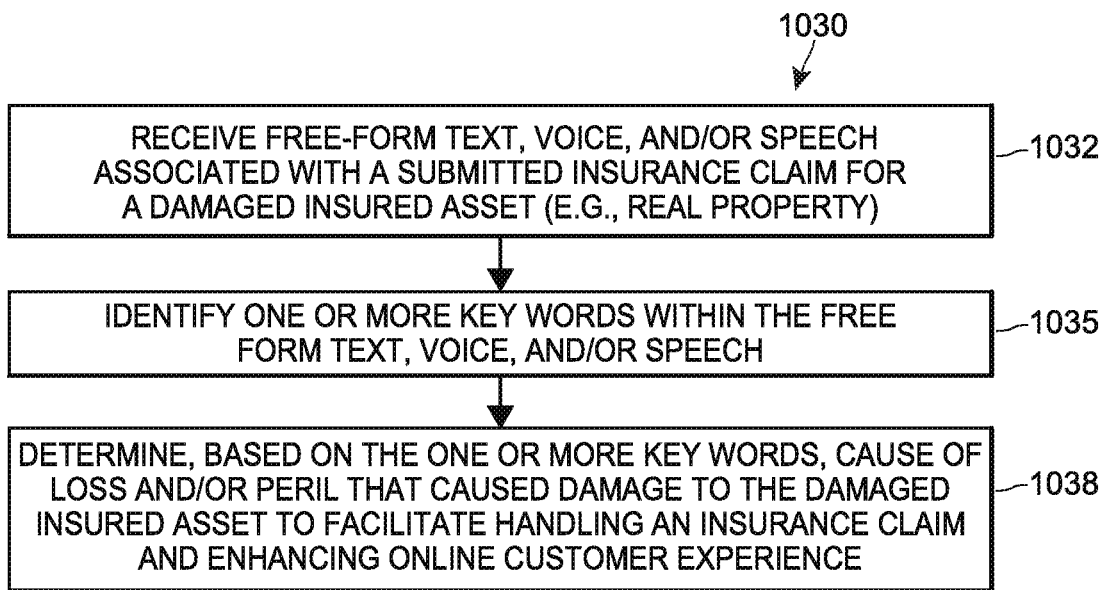 1030
RECEIVE FREE-FORM TEXT, VOICE, AND/OR SPEECH
ASSOCIATED WITH A SUBMITTED INSURANCE CLAIM FOR
A DAMAGED INSURED ASSET (E.G., REAL PROPERTY)
1032
IDENTIFY ONE OR MORE KEY WORDS WITHIN THE FREE
FORM TEXT, VOICE, AND/OR SPEECH
1035
DETERMINE, BASED ON THE ONE OR MORE KEY WORDS, CAUSE OF
LOSS AND/OR PERIL THAT CAUSED DAMAGE TO THE DAMAGED
INSURED ASSET TO FACILITATE HANDLING AN INSURANCE CLAIM
AND ENHANCING ONLINE CUSTOMER EXPERIENCE
1038